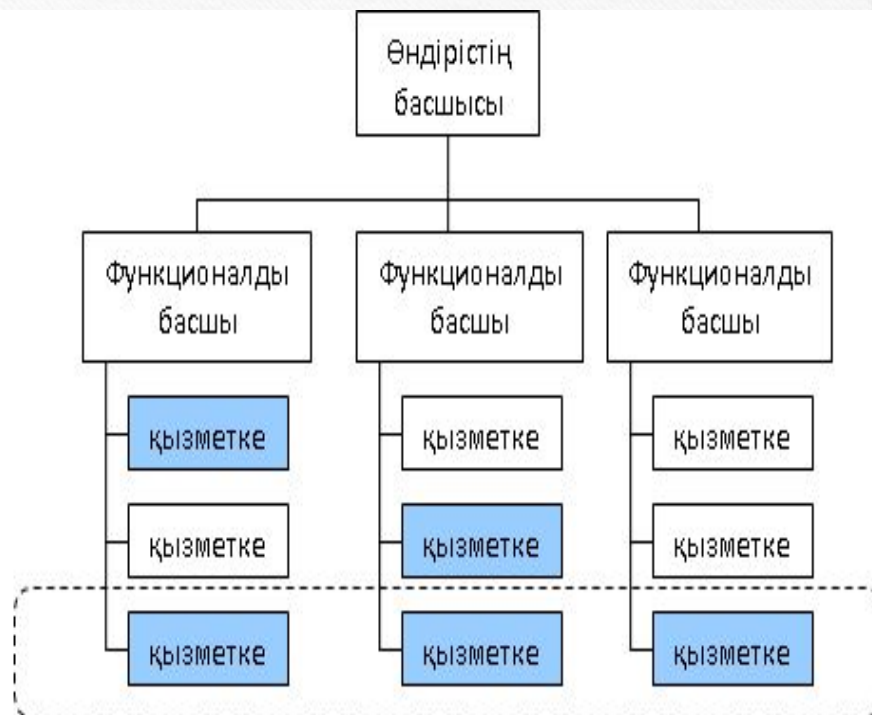 Өндірістің
басшысы
Функционалды
басшы
Функционалды
басшы
Функционалды
басшы
қызметке
қызметке
қызметке
қызметке
қызметке
қызметке
қызметке
қызметке
қызметке